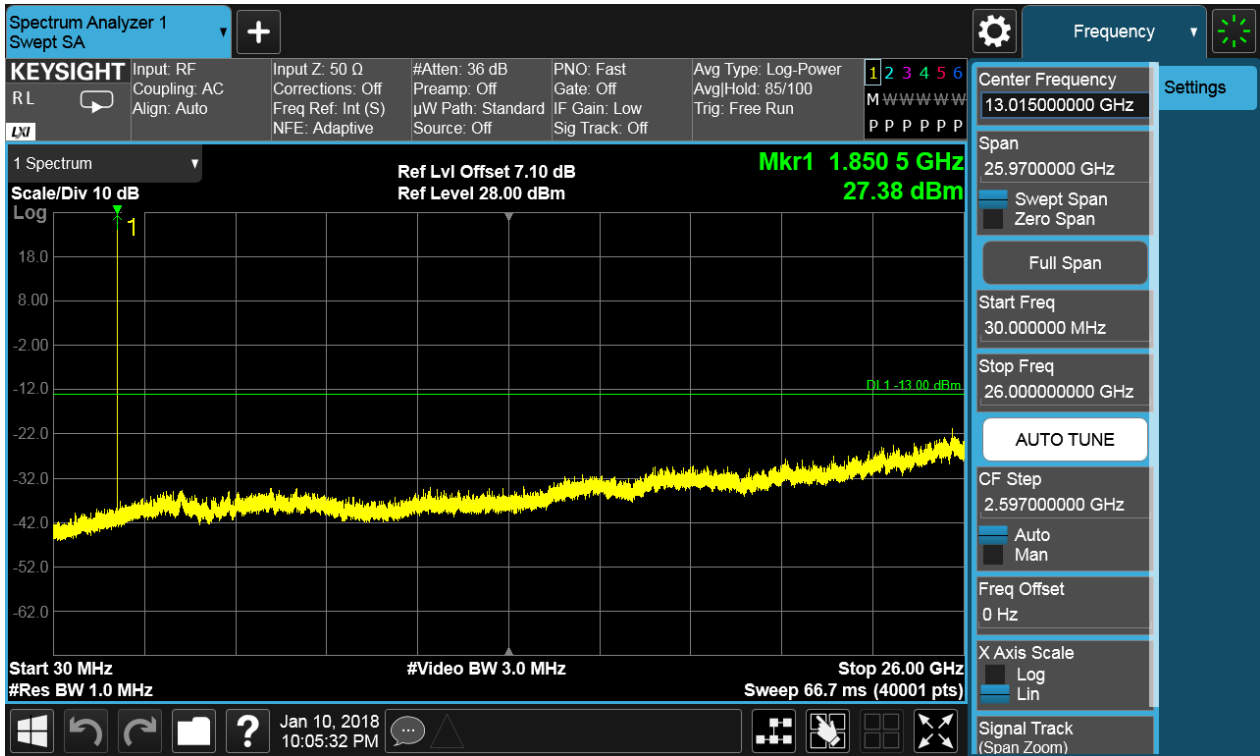 Spectrum Analyzer 1
Swept SA
+
Frequency
KEYSIGHT
RL
LXI
Input: RF
Coupling: AC
Align: Auto
Input Z: 50 Ω
Corrections: Off
Freq Ref: Int (S)
NFE: Adaptive
#Atten: 36 dB
Preamp: Off
µW Path: Standard
Source: Off
PNO: Fast
Gate: Off
IF Gain: Low
Sig Track: Off
Avg Type: Log-Power
Avg|Hold: 85/100
Trig: Free Run
1 2 3 4 5 6
M W W W W W
P P P P P P
1 Spectrum
Scale/Div 10 dB
Log
Ref Lvl Offset 7.10 dB
Ref Level 28.00 dBm
Mkr1 1.850 5 GHz
27.38 dBm
1
18.0
8.00
-2.00
-12.0
-22.0
-32.0
-42.0
-52.0
-62.0
DL1 -13.00 dBm
Start 30 MHz
#Res BW 1.0 MHz
#Video BW 3.0 MHz
Stop 26.00 GHz
Sweep 66.7 ms (40001 pts)
Center Frequency
13.015000000 GHz
Span
25.9700000 GHz
Swept Span
Zero Span
Full Span
Start Freq
30.000000 MHz
Stop Freq
26.000000000 GHz
AUTO TUNE
CF Step
2.597000000 GHz
Auto
Man
Freq Offset
0 Hz
X Axis Scale
Log
Lin
Signal Track
(Span Zoom)
Settings
?
Jan 10, 2018
10:05:32 PM